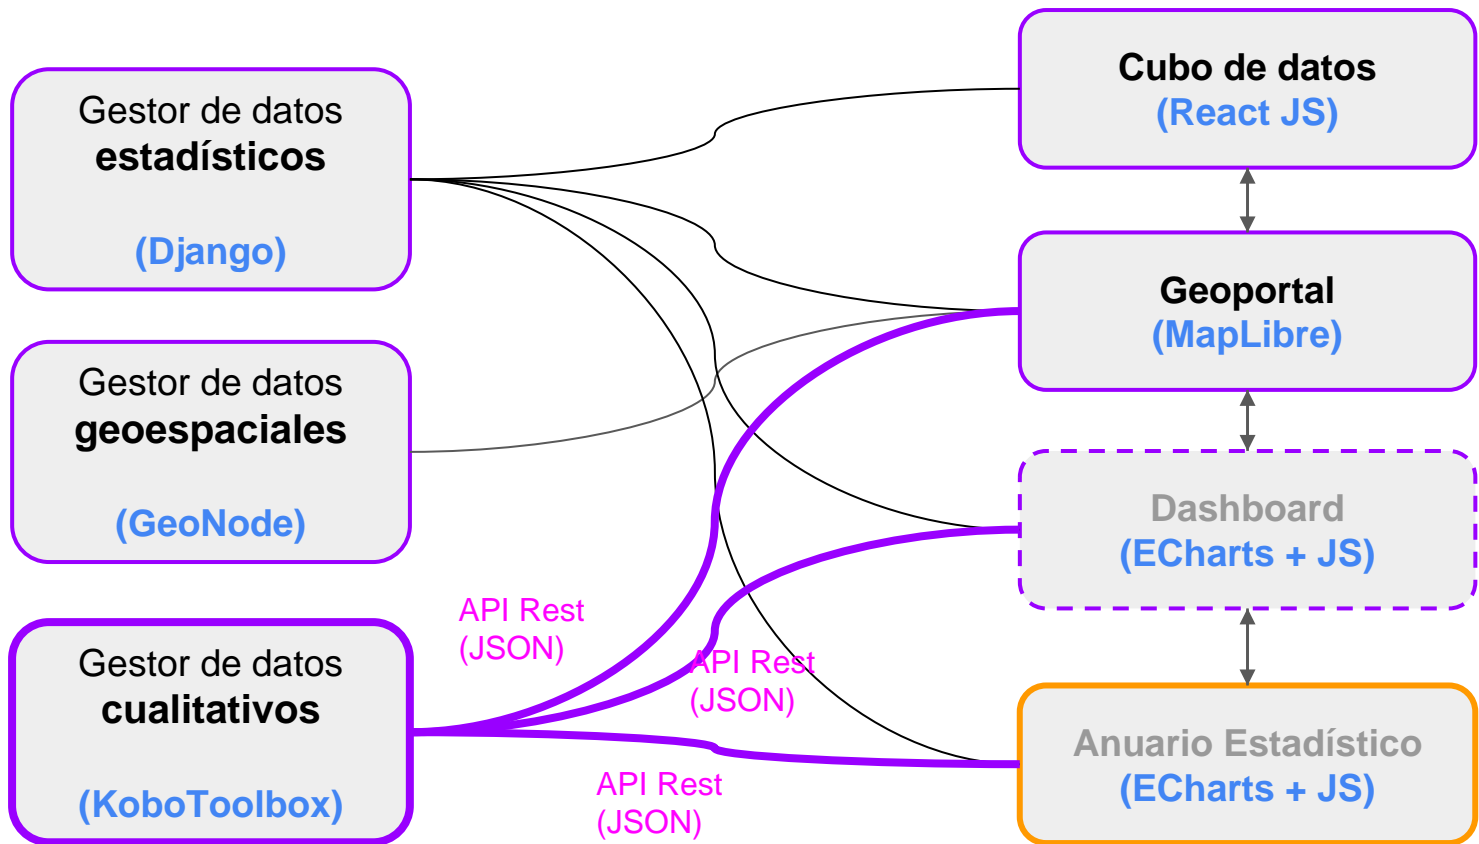 Gestor de datos
estadísticos
(Django)
Gestor de datos
geoespaciales
(GeoNode)
Gestor de datos
cualitativos
(KoboToolbox)
API Rest
(JSON)
API Rest
(JSON)
API Rest
(JSON)
Cubo de datos
(React JS)
Geoportal
(MapLibre)
Dashboard
(ECharts + JS)
Anuario Estadístico
(ECharts + JS)